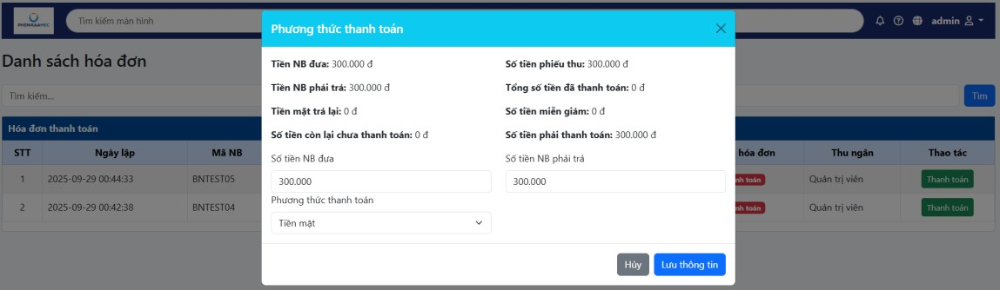 PHENIKAAMEC
Tìm kiếm màn hình
admin
Phương thức thanh toán
Danh sách hóa đơn
Tìm kiếm...
Tìm
Tiền NB đưa: 300.000 đ
Số tiền phiếu thu: 300.000 đ
Tiền NB phải trả: 300.000 đ
Tổng số tiền đã thanh toán: 0 đ
Tiền mặt trả lại: 0 đ
Số tiền miễn giảm: 0 đ
Số tiền còn lại chưa thanh toán: 0 đ
Số tiền phải thanh toán: 300.000 đ
Số tiền NB đưa
Số tiền NB phải trả
300.000
300.000
Phương thức thanh toán
Tiền mặt
Hủy
Lưu thông tin
Hóa đơn thanh toán
STT Ngày lập Mã NB hóa đơn Thu ngân Thao tác
1 2025-09-29 00:44:33 BNTEST05 toán Quản trị viên Thanh toán
2 2025-09-29 00:42:38 BNTEST04 toán Quản trị viên Thanh toán